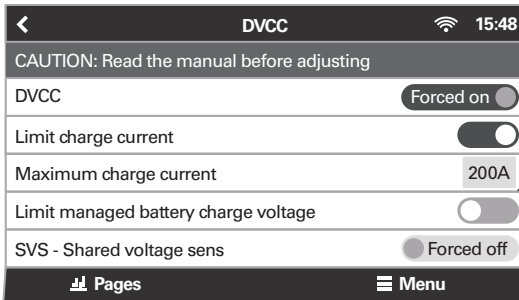 DVCC 15:48
CAUTION: Read the manual before adjusting
DVCC Forced on
Limit charge current
Maximum charge current 200A
Limit managed battery charge voltage
SVS - Shared voltage sens Forced off
Pages Menu